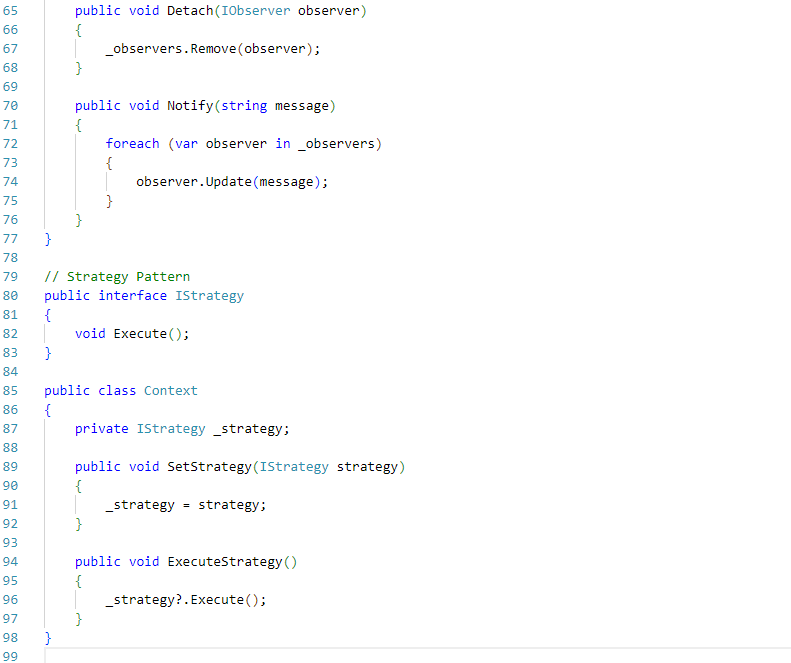 65 public void Detach(IObserver observer)
66 {
67 _observers.Remove(observer);
68 }
69
70 public void Notify(string message)
71 {
72 foreach (var observer in _observers)
73 {
74 observer.Update(message);
75 }
76 }
77 }
78
79 // Strategy Pattern
80 public interface IStrategy
81 {
82 void Execute();
83 }
84
85 public class Context
86 {
87 private IStrategy _strategy;
88
89 public void SetStrategy(IStrategy strategy)
90 {
91 _strategy = strategy;
92 }
93
94 public void ExecuteStrategy()
95 {
96 _strategy?.Execute();
97 }
98 }
99